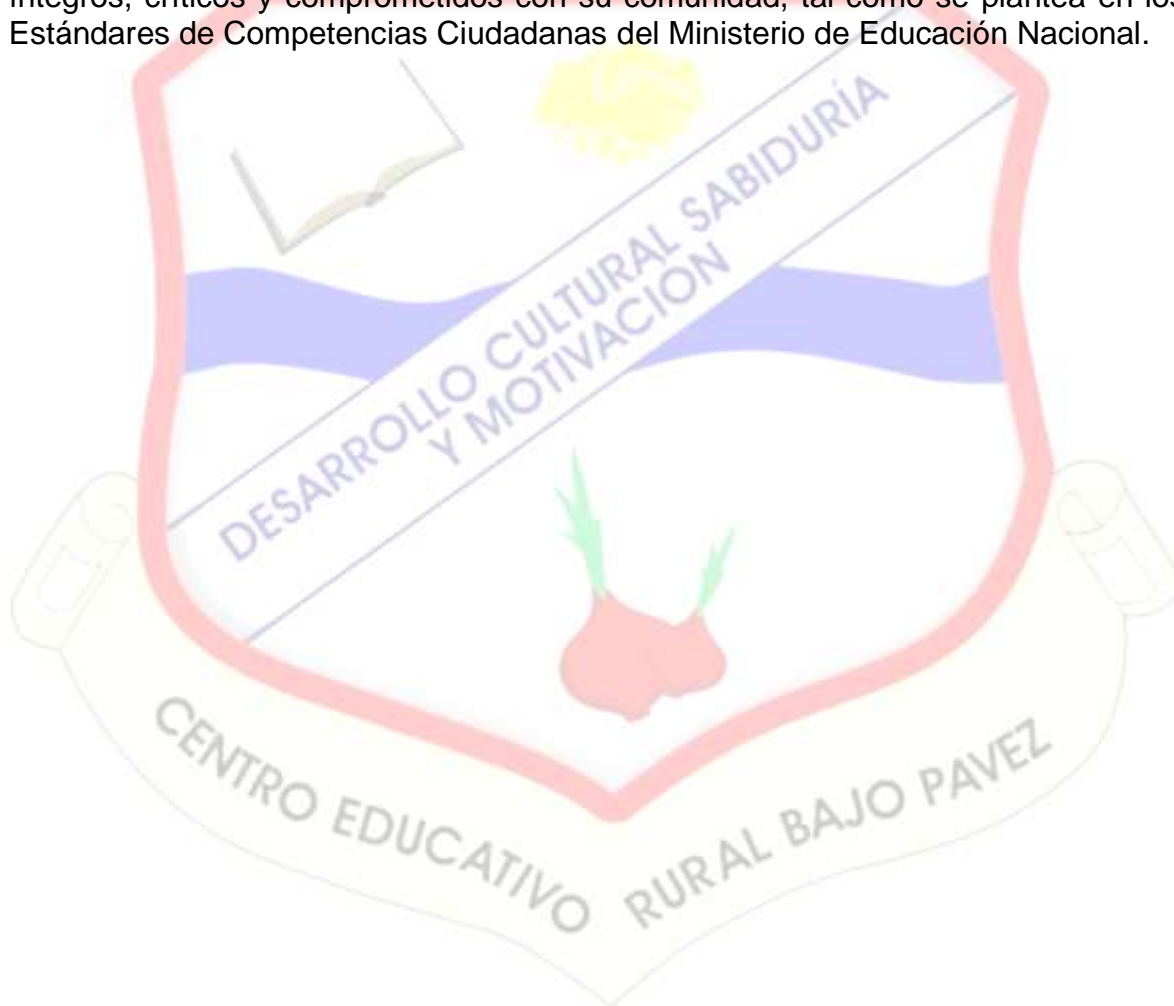 íntegros, críticos y comprometidos con su comunidad, tal como se plantea en los
Estándares de Competencias Ciudadanas del Ministerio de Educación Nacional.
DESARROLLO CULTURAL SABIDURÍA
Y MOTIVACION
CENTRO EDUCATIVO RURAL BAJO PAVEZ